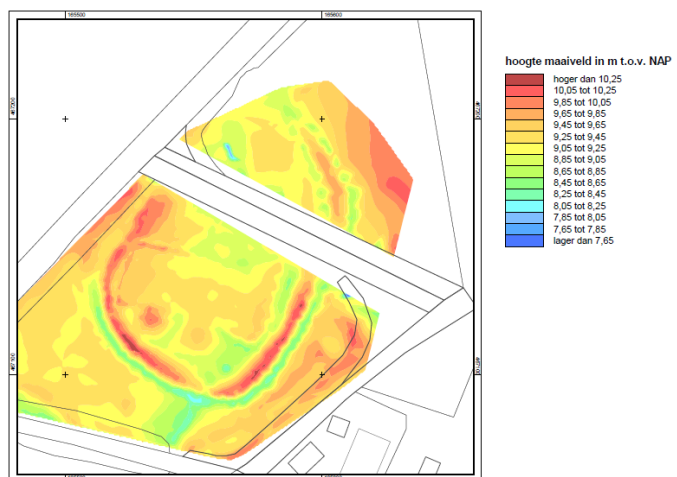 165500 165600
hoogte maaiveld in m t.o.v. NAP
hoger dan 10,25
10,05 tot 10,25
9,85 tot 10,05
9,65 tot 9,85
9,45 tot 9,65
9,25 tot 9,45
9,05 tot 9,25
8,85 tot 9,05
8,65 tot 8,85
8,45 tot 8,65
8,25 tot 8,45
8,05 tot 8,25
7,85 tot 8,05
7,65 tot 7,85
lager dan 7,65
467200 467200
467100 467100